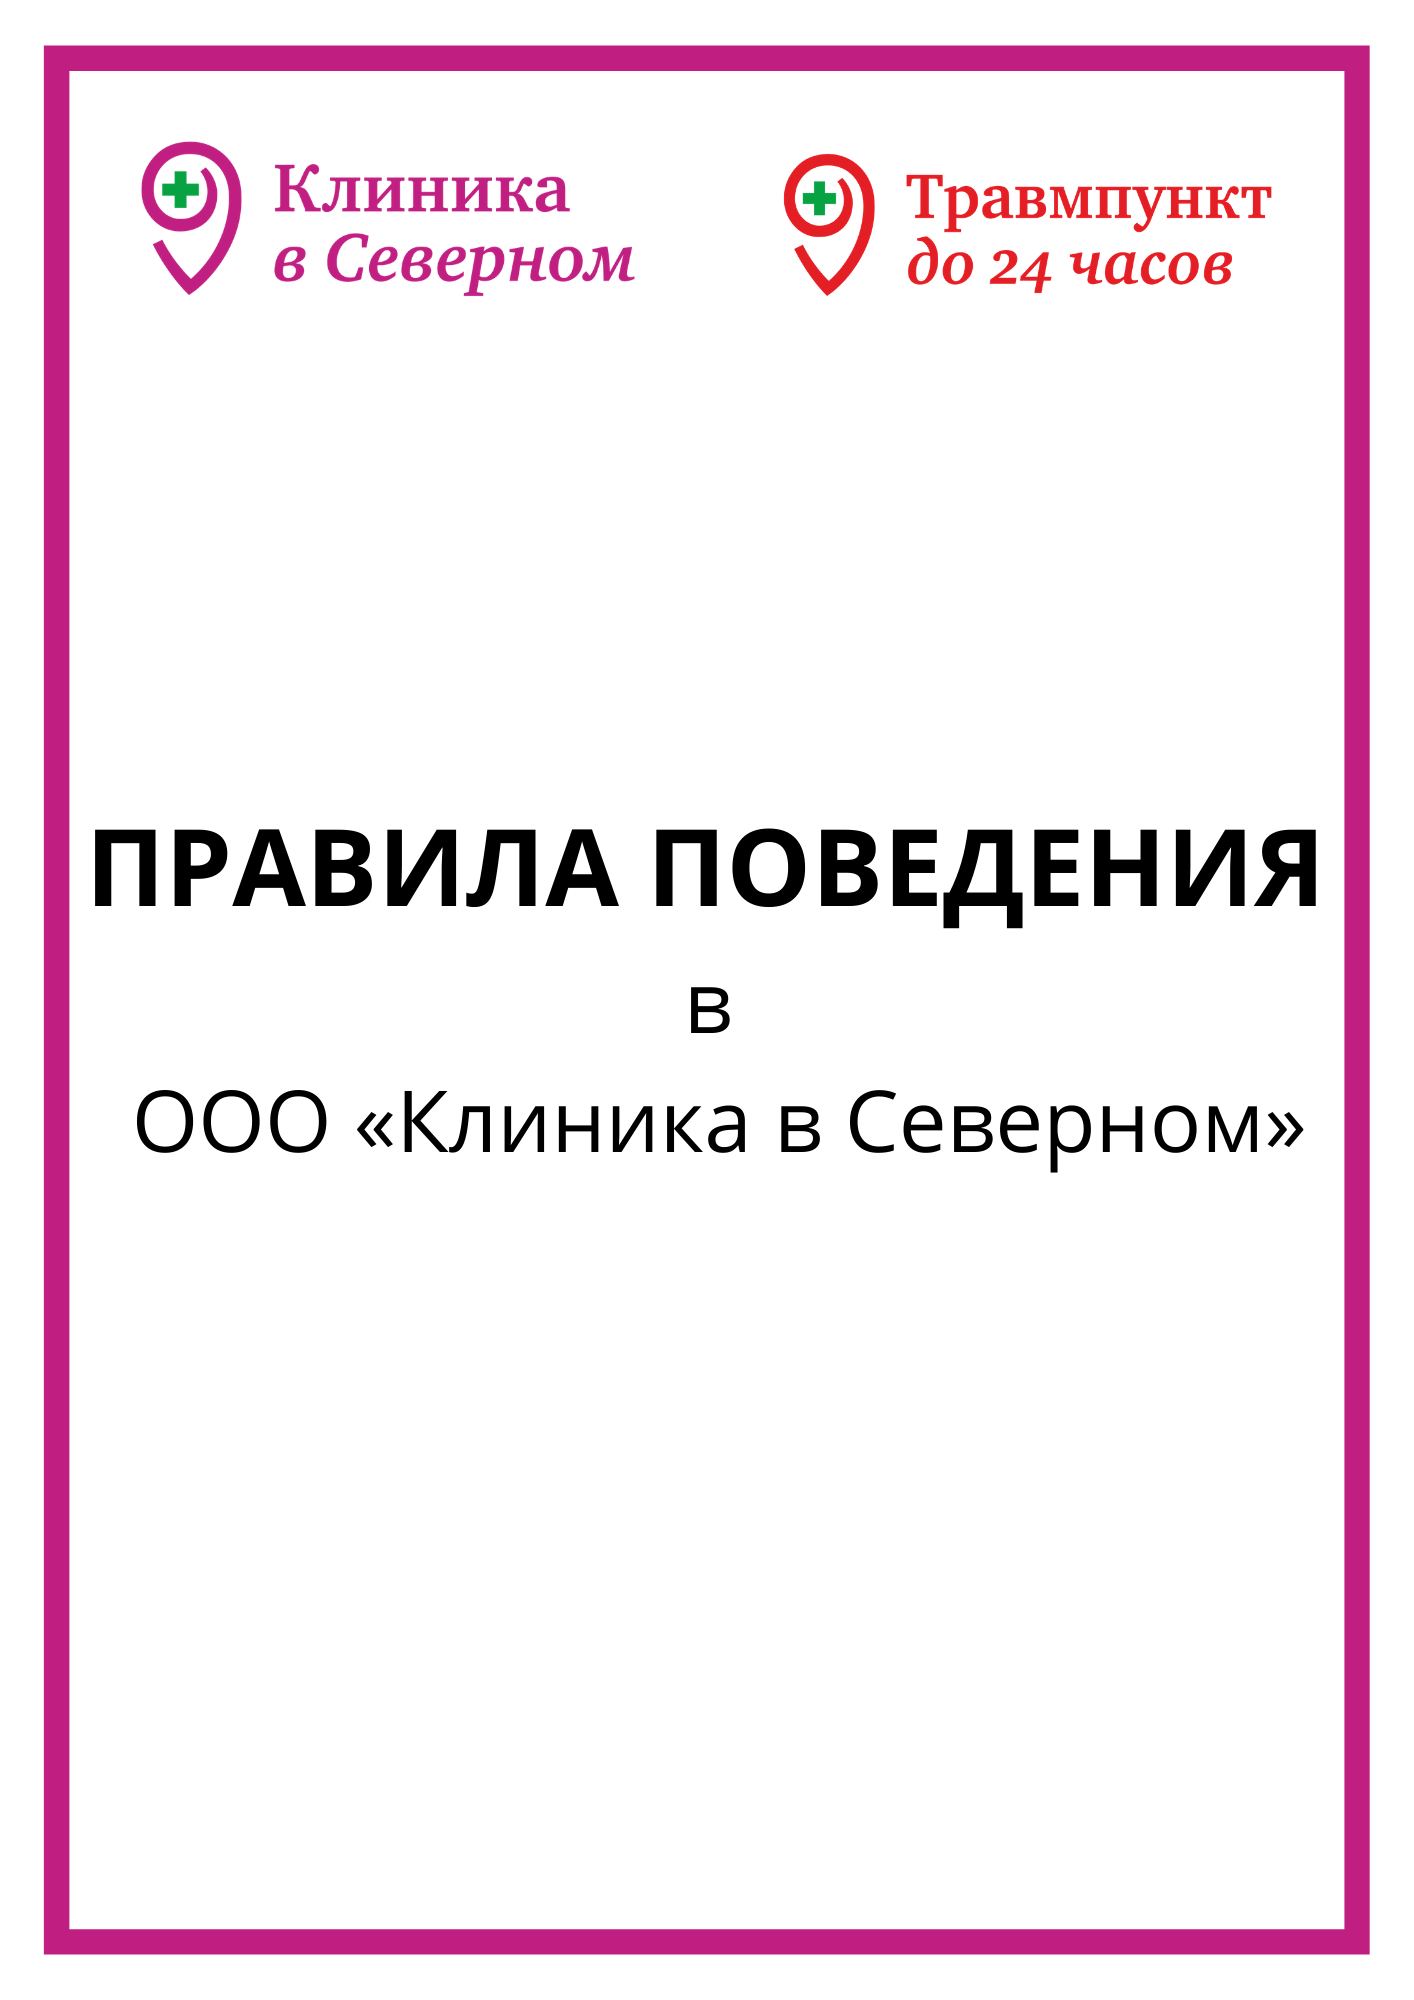 Клиника
в Северном
Травмпункт
до 24 часов
ПРАВИЛА ПОВЕДЕНИЯ
в
ООО «Клиника в Северном»